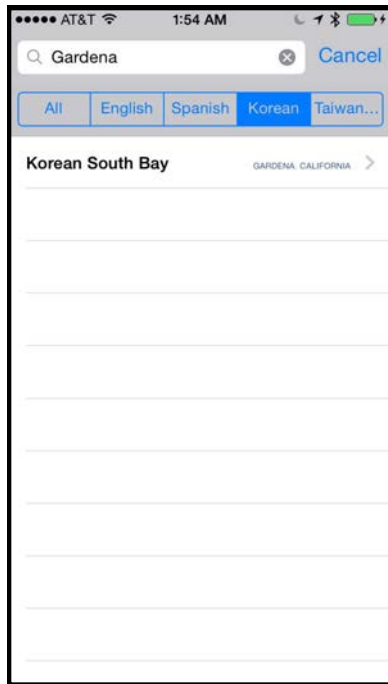 AT&T 1:54 AM
Gardena Cancel
All English Spanish Korean Taiwan...
Korean South Bay GARDENA, CALIFORNIA